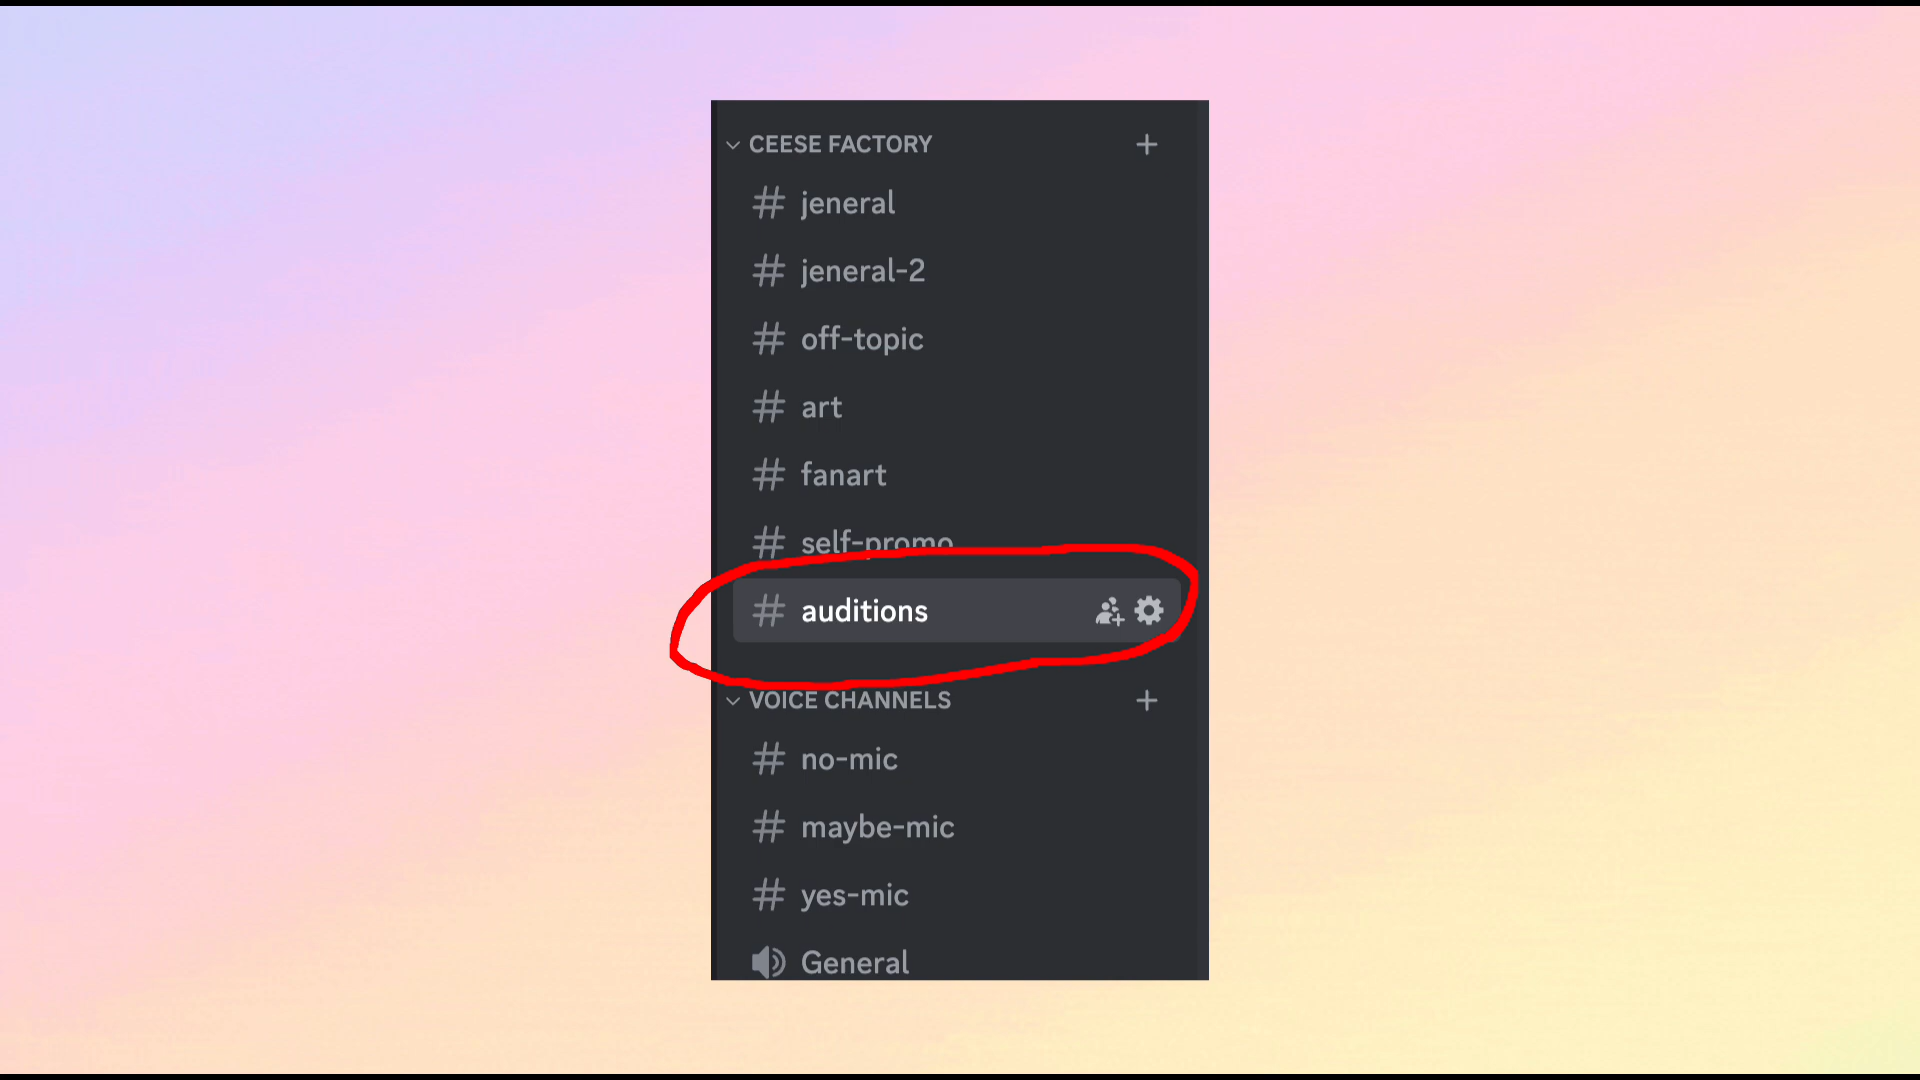 CEESE FACTORY
# jeneral
# jeneral-2
# off-topic
# art
# fanart
# self-promo
# auditions
VOICE CHANNELS
# no-mic
# maybe-mic
# yes-mic
General